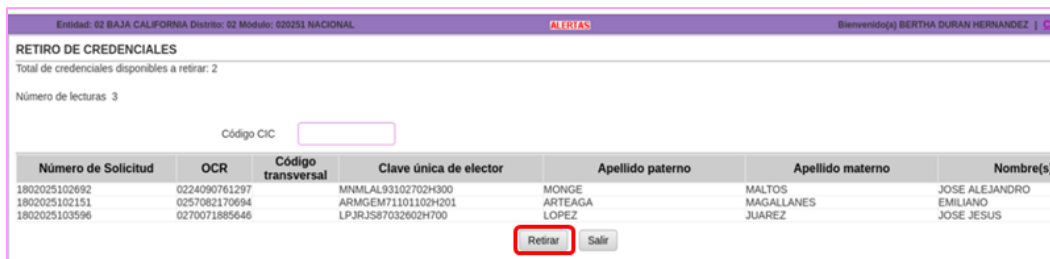 Entidad: 02 BAJA CALIFORNIA Distrito: 02 Módulo: 020251 NACIONAL ALERTAS Bienvenido(a) BERTHA DURAN HERNANDEZ |
RETIRO DE CREDENCIALES
Total de credenciales disponibles a retirar: 2
Número de lecturas 3
Código CIC
Número de Solicitud OCR Código transversal Clave única de elector Apellido paterno Apellido materno Nombre(s)
1802025102692 0224090761297 MNMLAL93102702H300 MONGE MALTOS JOSE ALEJANDRO
1802025102151 0257082170694 ARMGEM71101102H201 ARTEAGA MAGALLANES EMILIANO
1802025103596 0270071885646 LPJRJS87032602H700 LOPEZ JUAREZ JOSE JESUS
Retirar Salir